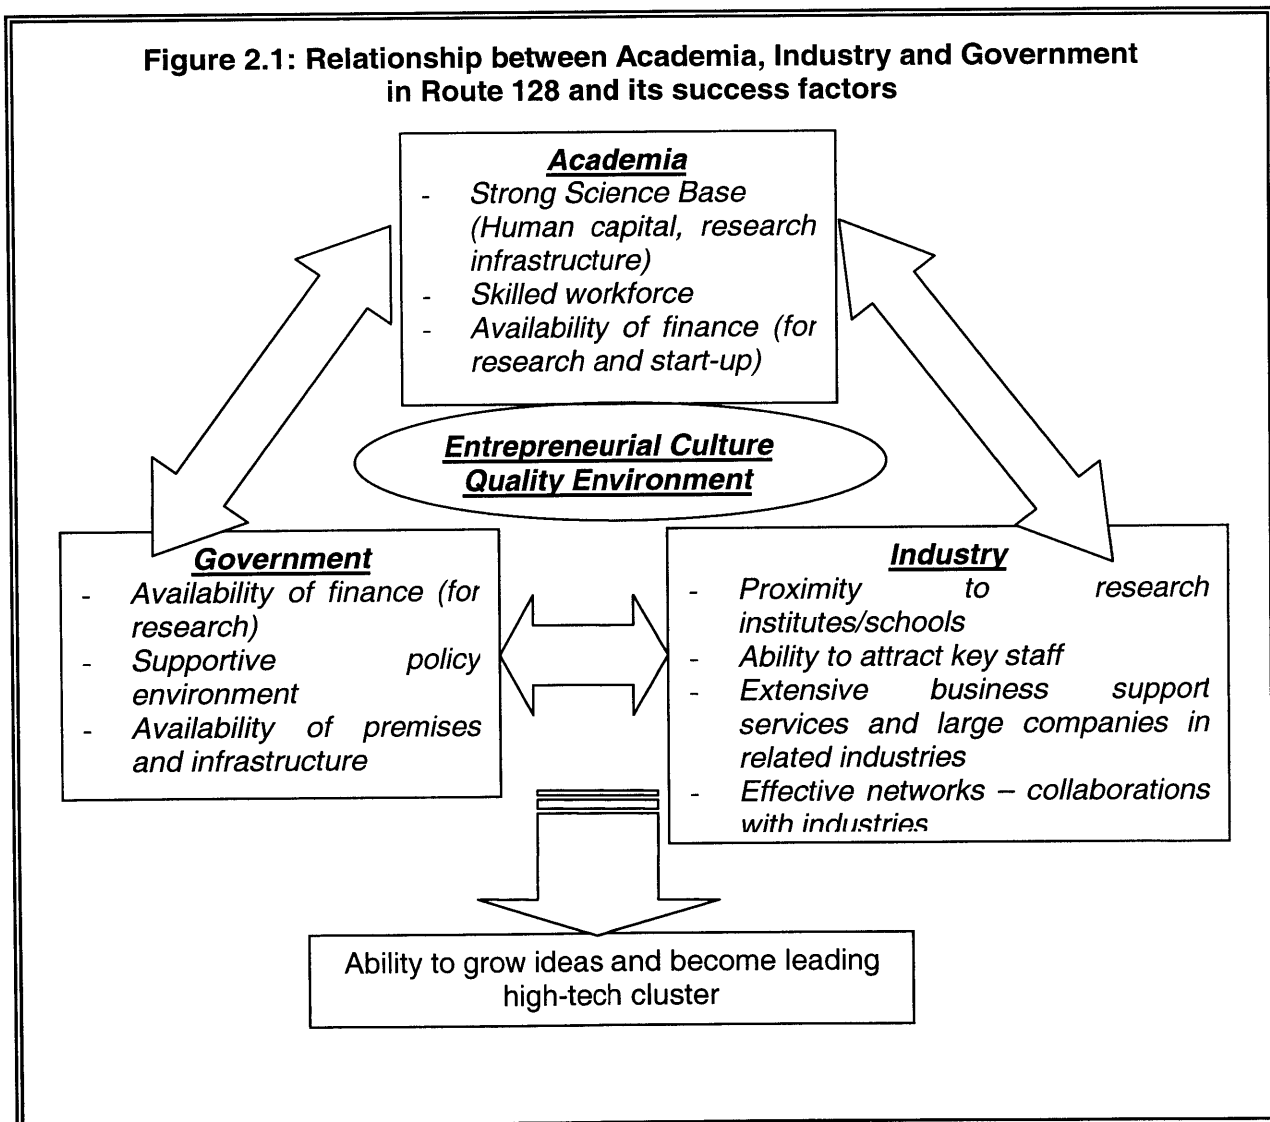 Figure 2.1: Relationship between Academia, Industry and Government
in Route 128 and its success factors
Academia
- Strong Science Base
(Human capital, research
infrastructure)
- Skilled workforce
- Availability of finance (for
research and start-up)
Entrepreneurial Culture
Quality Environment
Government
- Availability of finance (for
research)
- Supportive policy
environment
- Availability of premises
and infrastructure
Industry
- Proximity to research
institutes/schools
- Ability to attract key staff
- Extensive business support
services and large companies in
related industries
- Effective networks – collaborations
with industries
Ability to grow ideas and become leading
high-tech cluster